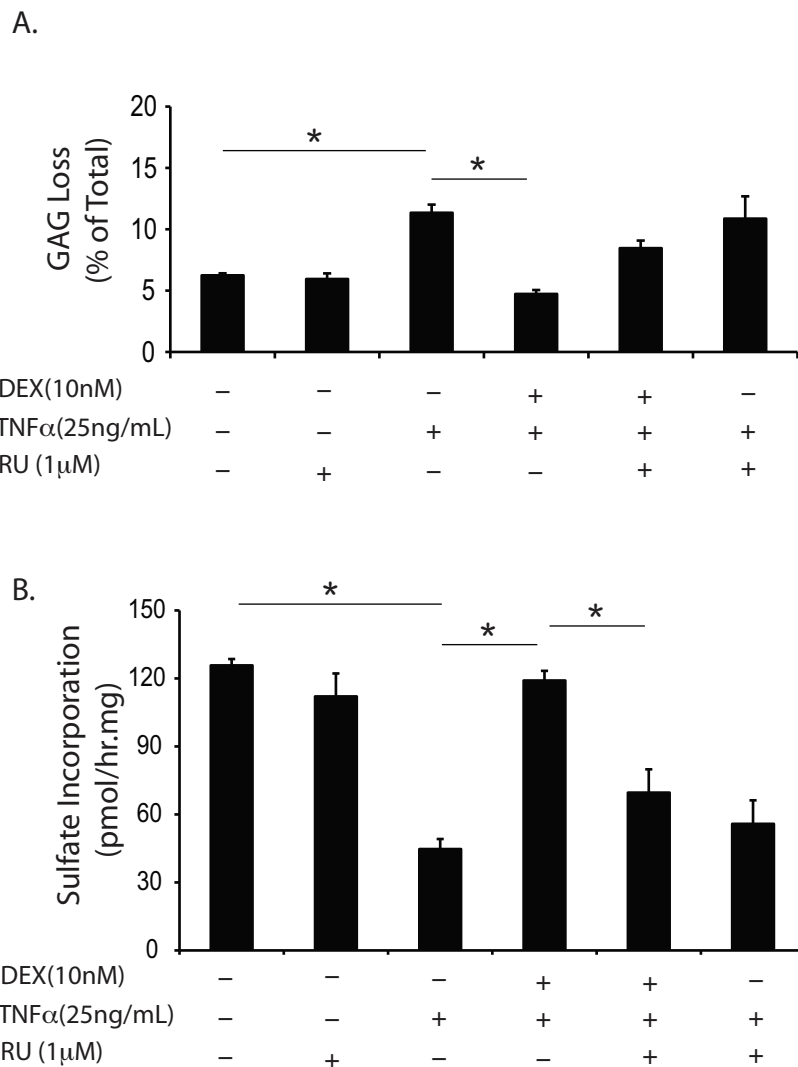 A.
20
15
10
5
0
GAG Loss
(% of Total)
*
*
DEX(10nM) – – – + + –
TNFα(25ng/mL) – – + + + +
RU (1µM) – + – – + +
B.
150
120
90
60
30
0
Sulfate Incorporation
(pmol/hr.mg)
*
*
*
DEX(10nM) – – – + + –
TNFα(25ng/mL) – – + + + +
RU (1µM) – + – – + +